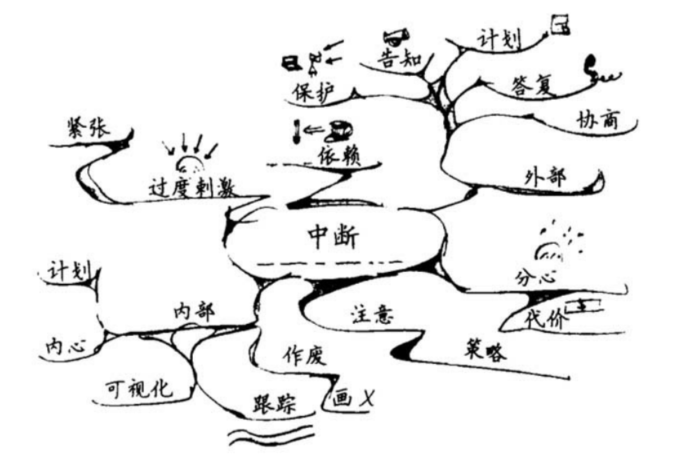 计划
告知
答复
保护
协商
紧张
依赖
外部
过度刺激
中断
计划
分心
内部
注意
代价
内心
作废
策略
可视化
跟踪
画X